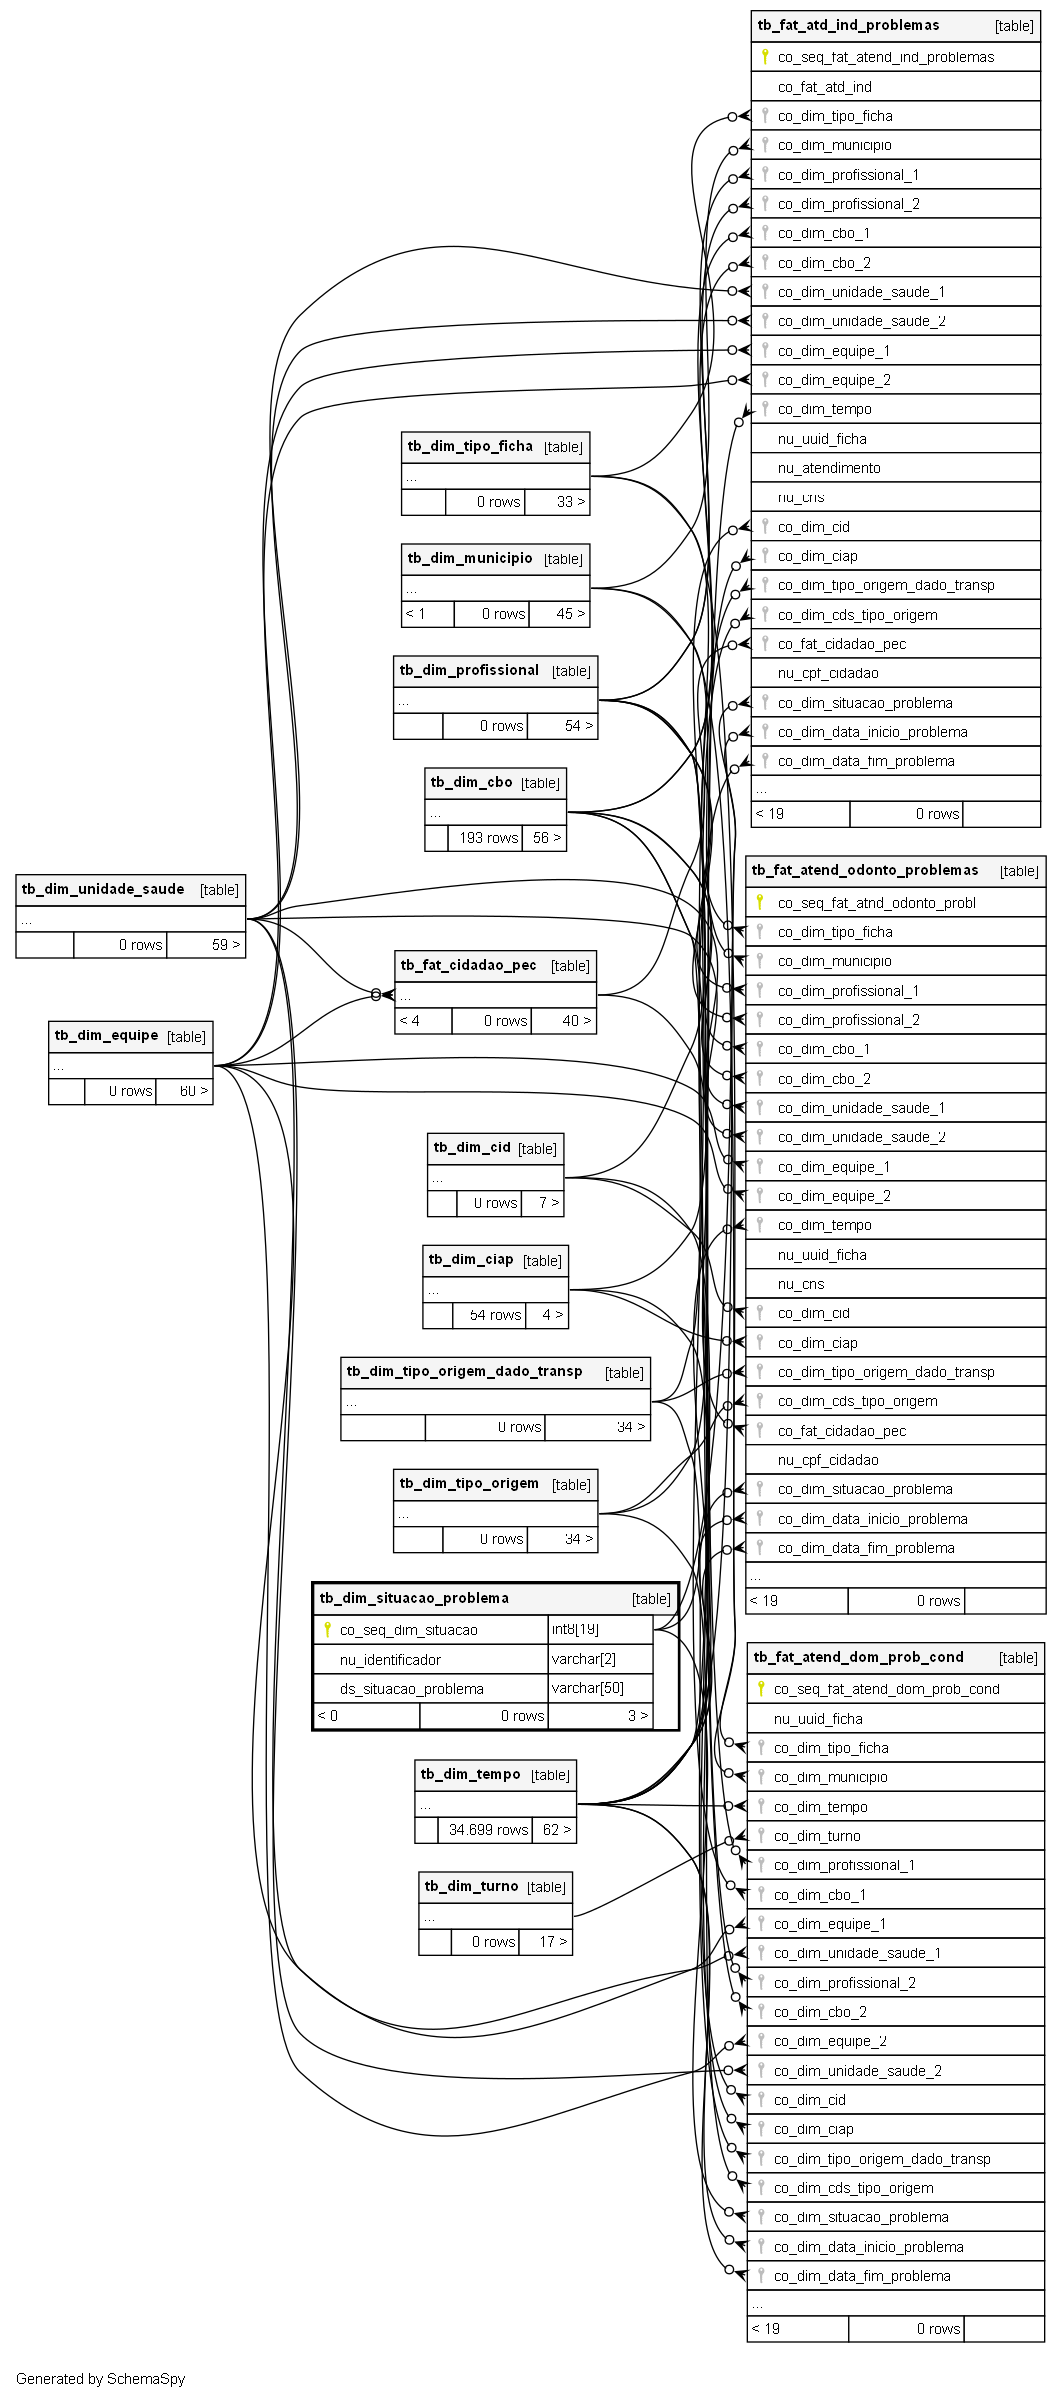 tb_fat_atd_ind_problemas [table]
co_seq_fat_atend_ind_problemas
co_fat_atd_ind
co_dim_tipo_ficha
co_dim_municipio
co_dim_profissional_1
co_dim_profissional_2
co_dim_cbo_1
co_dim_cbo_2
co_dim_unidade_saude_1
co_dim_unidade_saude_2
co_dim_equipe_1
co_dim_equipe_2
co_dim_tempo
nu_uuid_ficha
nu_atendimento
nu_cns
co_dim_cid
co_dim_ciap
co_dim_tipo_origem_dado_transp
co_dim_cds_tipo_origem
co_fat_cidadao_pec
nu_cpf_cidadao
co_dim_situacao_problema
co_dim_data_inicio_problema
co_dim_data_fim_problema
...
< 19 0 rows
tb_dim_tipo_ficha [table]
...
0 rows 33 >
tb_dim_municipio [table]
...
< 1 0 rows 45 >
tb_dim_profissional [table]
...
0 rows 54 >
tb_dim_cbo [table]
...
193 rows 56 >
tb_dim_unidade_saude [table]
...
0 rows 59 >
tb_fat_cidadao_pec [table]
...
< 4 0 rows 40 >
tb_dim_equipe [table]
...
0 rows 60 >
tb_dim_cid [table]
...
0 rows 7 >
tb_dim_ciap [table]
...
54 rows 4 >
tb_dim_tipo_origem_dado_transp [table]
...
0 rows 34 >
tb_dim_tipo_origem [table]
...
0 rows 34 >
tb_dim_situacao_problema [table]
co_seq_dim_situacao int8[19]
nu_identificador varchar[2]
ds_situacao_problema varchar[50]
< 0 0 rows 3 >
tb_dim_tempo [table]
...
34.699 rows 62 >
tb_dim_turno [table]
...
0 rows 17 >
tb_fat_atend_odonto_problemas [table]
co_seq_fat_atnd_odonto_probl
co_dim_tipo_ficha
co_dim_municipio
co_dim_profissional_1
co_dim_profissional_2
co_dim_cbo_1
co_dim_cbo_2
co_dim_unidade_saude_1
co_dim_unidade_saude_2
co_dim_equipe_1
co_dim_equipe_2
co_dim_tempo
nu_uuid_ficha
nu_cns
co_dim_cid
co_dim_ciap
co_dim_tipo_origem_dado_transp
co_dim_cds_tipo_origem
co_fat_cidadao_pec
nu_cpf_cidadao
co_dim_situacao_problema
co_dim_data_inicio_problema
co_dim_data_fim_problema
...
< 19 0 rows
tb_fat_atend_dom_prob_cond [table]
co_seq_fat_atend_dom_prob_cond
nu_uuid_ficha
co_dim_tipo_ficha
co_dim_municipio
co_dim_tempo
co_dim_turno
co_dim_profissional_1
co_dim_cbo_1
co_dim_equipe_1
co_dim_unidade_saude_1
co_dim_profissional_2
co_dim_cbo_2
co_dim_equipe_2
co_dim_unidade_saude_2
co_dim_cid
co_dim_ciap
co_dim_tipo_origem_dado_transp
co_dim_cds_tipo_origem
co_dim_situacao_problema
co_dim_data_inicio_problema
co_dim_data_fim_problema
...
< 19 0 rows
Generated by SchemaSpy